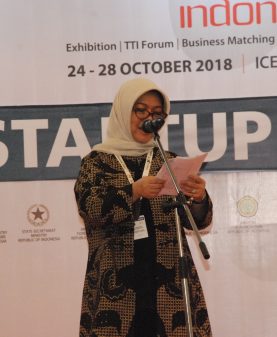 indon
Exhibition | TTI Forum | Business Matching
24 - 28 OCTOBER 2018 | ICE
STARTUP
STATE SECRETARIAT
MINISTRY
REPUBLIC OF INDONESIA